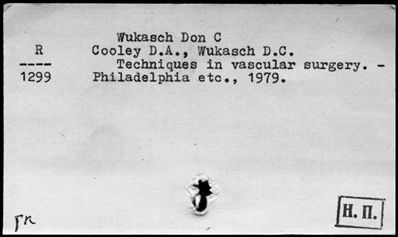 Wukasch Don C
R Cooley D.A., Wukasch D.C.
---- Techniques in vascular surgery. -
1299 Philadelphia etc., 1979.
Н. П.